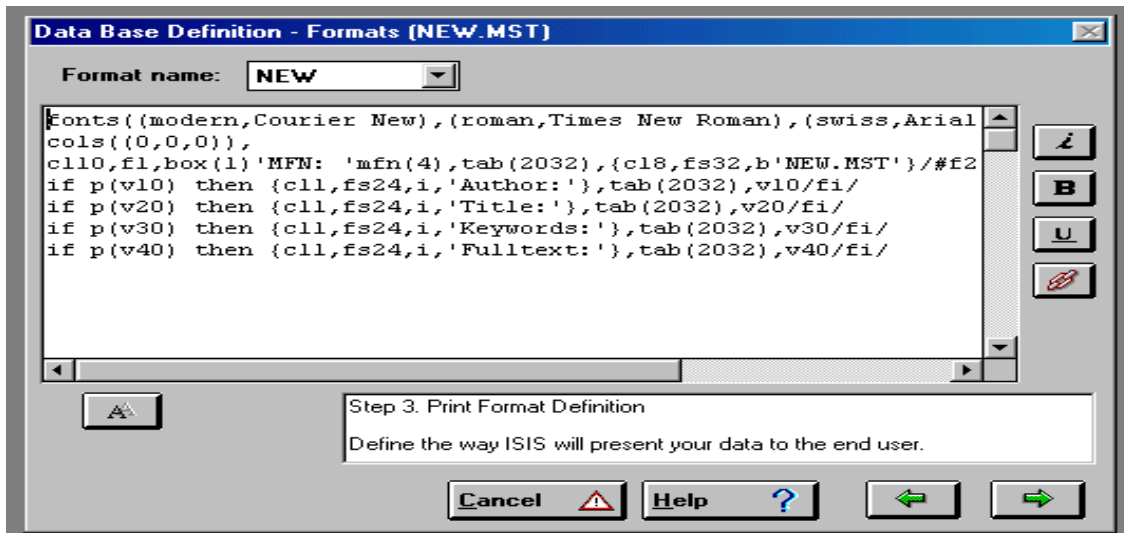 Data Base Definition - Formats (NEW.MST)
Format name: NEW
fonts((modern,Courier New),(roman,Times New Roman),(swiss,Arial
cols((0,0,0)),
cl10,f1,box(1)'MFN: 'mfn(4),tab(2032),{cl8,fs32,b'NEW.MST'}/#f2
if p(v10) then {cl1,fs24,i,'Author:'},tab(2032),v10/fi/
if p(v20) then {cl1,fs24,i,'Title:'},tab(2032),v20/fi/
if p(v30) then {cl1,fs24,i,'Keywords:'},tab(2032),v30/fi/
if p(v40) then {cl1,fs24,i,'Fulltext:'},tab(2032),v40/fi/
i
B
U
A
Step 3. Print Format Definition
Define the way ISIS will present your data to the end user.
Cancel Help ?